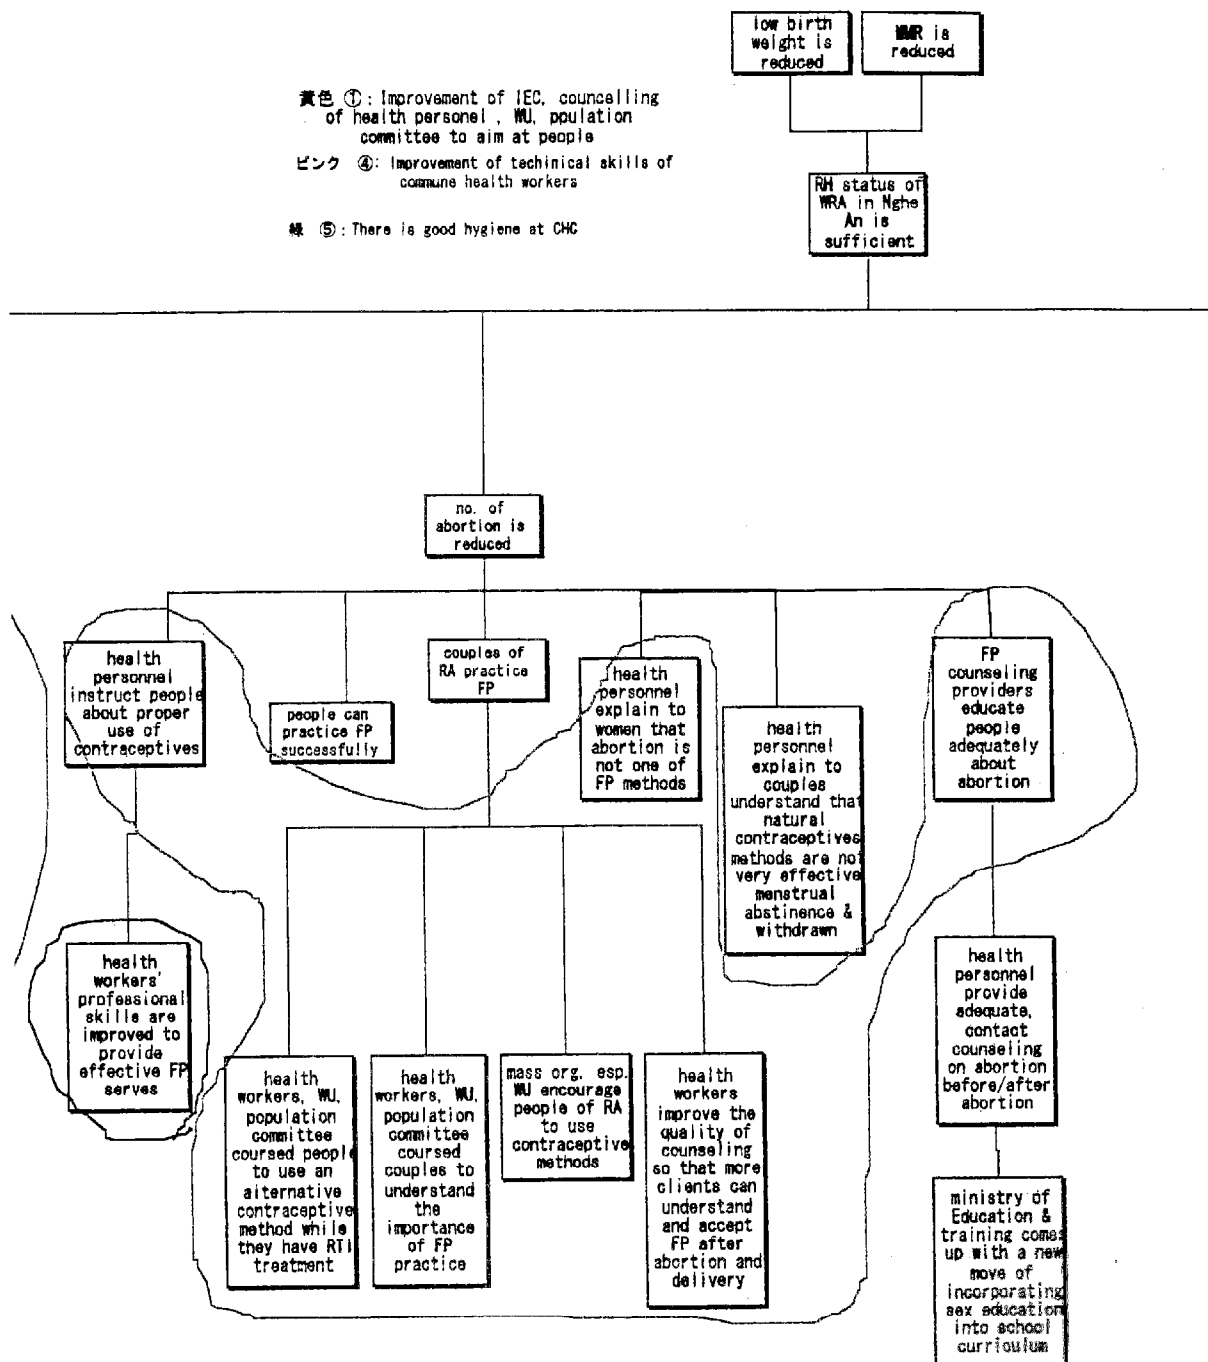 low birth
weight is
reduced
MMR is
reduced
黄色 ①: Improvement of IEC, councelling
of health personel , WU, ppulation
committee to aim at people
ピンク ④: Improvement of techinical skills of
commune health workers
緑 ⑤: There is good hygiene at CHC
RH status of
WRA in Nghe
An is
sufficient
no. of
abortion is
reduced
health
personnel
instruct people
about proper
use of
contraceptives
people can
practice FP
successfully
couples of
RA practice
FP
health
personnel
explain to
women that
abortion is
not one of
FP methods
health
personnel
explain to
couples
understand that
natural
contraceptives
methods are not
very effective
menstrual
abstinence &
withdrawn
FP
counseling
providers
educate
people
adequately
about
abortion
health
workers'
professional
skills are
improved to
provide
effective FP
serves
health
workers, WU,
population
committee
coursed people
to use an
alternative
contraceptive
method while
they have RTI
treatment
health
workers, WU,
population
committee
coursed
couples to
understand
the
importance
of FP
practice
mass org. esp.
WU encourage
people of RA
to use
contraceptive
methods
health
workers
improve the
quality of
counseling
so that more
clients can
understand
and accept
FP after
abortion and
delivery
health
personnel
provide
adequate,
contact
counseling
on abortion
before/after
abortion
ministry of
Education &
training comes
up with a new
move of
incorporating
sex education
into school
curriculum